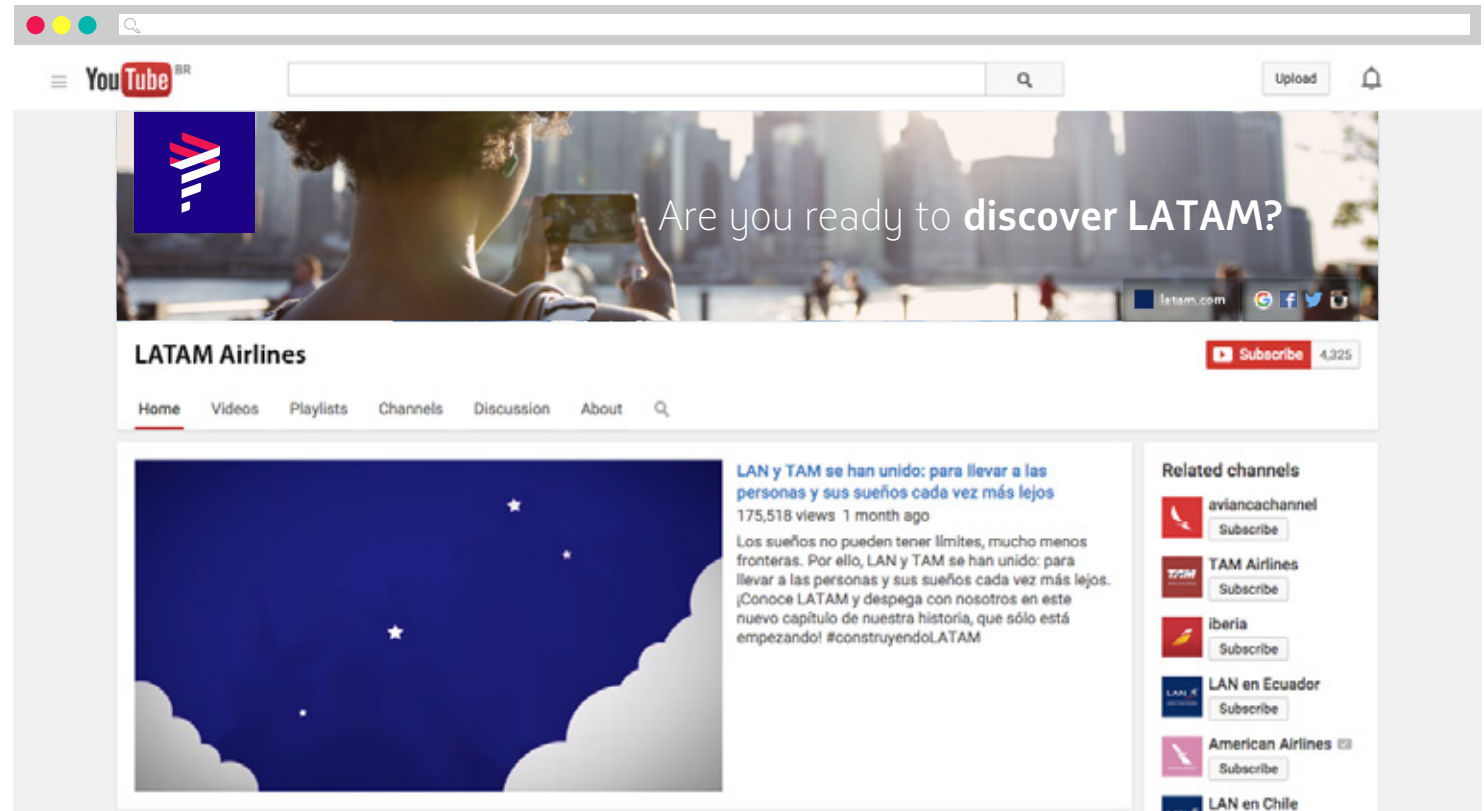 YouTube BR
Upload
Are you ready to discover LATAM?
latam.com
LATAM Airlines
Subscribe 4,325
Home Videos Playlists Channels Discussion About
LAN y TAM se han unido: para llevar a las
personas y sus sueños cada vez más lejos
175,518 views 1 month ago
Los sueños no pueden tener límites, mucho menos
fronteras. Por ello, LAN y TAM se han unido: para
llevar a las personas y sus sueños cada vez más lejos.
¡Conoce LATAM y despega con nosotros en este
nuevo capítulo de nuestra historia, que sólo está
empezando! #construyendoLATAM
Related channels
aviancachannel
Subscribe
TAM
TAM Airlines
Subscribe
iberia
Subscribe
LAN
LAN en Ecuador
Subscribe
American Airlines
Subscribe
LAN en Chile